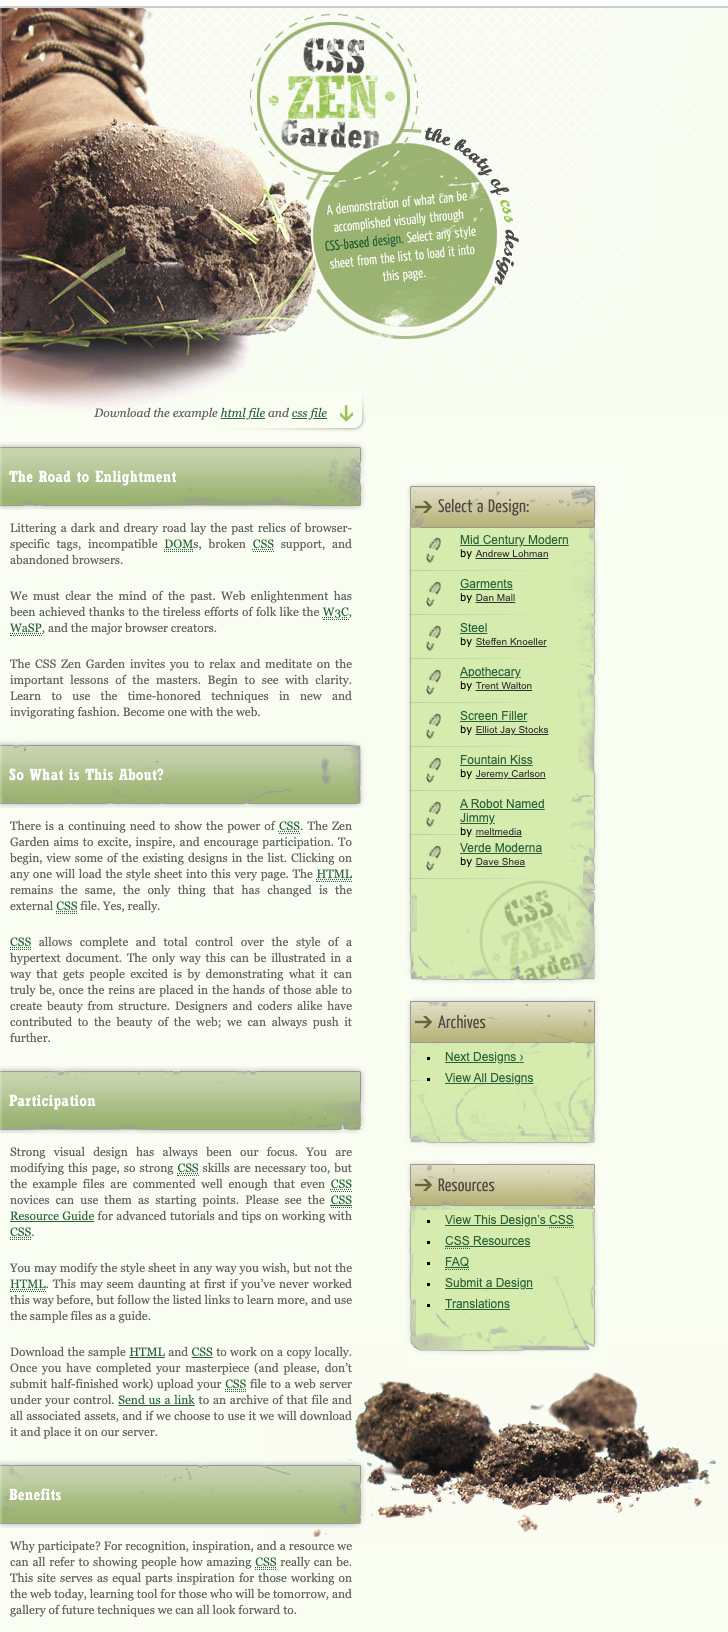 CSS
ZEN
Garden
the beaty of css design
A demonstration of what can be
accomplished visually through
CSS-based design. Select any style
sheet from the list to load it into
this page.
Download the example html file and css file
The Road to Enlightment
Littering a dark and dreary road lay the past relics of browser-
specific tags, incompatible DOMs, broken CSS support, and
abandoned browsers.
We must clear the mind of the past. Web enlightenment has
been achieved thanks to the tireless efforts of folk like the W3C,
WaSP, and the major browser creators.
The CSS Zen Garden invites you to relax and meditate on the
important lessons of the masters. Begin to see with clarity.
Learn to use the time-honored techniques in new and
invigorating fashion. Become one with the web.
So What is This About?
There is a continuing need to show the power of CSS. The Zen
Garden aims to excite, inspire, and encourage participation. To
begin, view some of the existing designs in the list. Clicking on
any one will load the style sheet into this very page. The HTML
remains the same, the only thing that has changed is the
external CSS file. Yes, really.
CSS allows complete and total control over the style of a
hypertext document. The only way this can be illustrated in a
way that gets people excited is by demonstrating what it can
truly be, once the reins are placed in the hands of those able to
create beauty from structure. Designers and coders alike have
contributed to the beauty of the web; we can always push it
further.
Participation
Strong visual design has always been our focus. You are
modifying this page, so strong CSS skills are necessary too, but
the example files are commented well enough that even CSS
novices can use them as starting points. Please see the CSS
Resource Guide for advanced tutorials and tips on working with
CSS.
You may modify the style sheet in any way you wish, but not the
HTML. This may seem daunting at first if you’ve never worked
this way before, but follow the listed links to learn more, and use
the sample files as a guide.
Download the sample HTML and CSS to work on a copy locally.
Once you have completed your masterpiece (and please, don’t
submit half-finished work) upload your CSS file to a web server
under your control. Send us a link to an archive of that file and
all associated assets, and if we choose to use it we will download
it and place it on our server.
Benefits
Why participate? For recognition, inspiration, and a resource we
can all refer to showing people how amazing CSS really can be.
This site serves as equal parts inspiration for those working on
the web today, learning tool for those who will be tomorrow, and
gallery of future techniques we can all look forward to.
Select a Design:
Mid Century Modern
by Andrew Lohman
Garments
by Dan Mall
Steel
by Steffen Knoeller
Apothecary
by Trent Walton
Screen Filler
by Elliot Jay Stocks
Fountain Kiss
by Jeremy Carlson
A Robot Named
Jimmy
by meltmedia
Verde Moderna
by Dave Shea
CSS
ZEN
Garden
Archives
Next Designs ›
View All Designs
Resources
View This Design’s CSS
CSS Resources
FAQ
Submit a Design
Translations